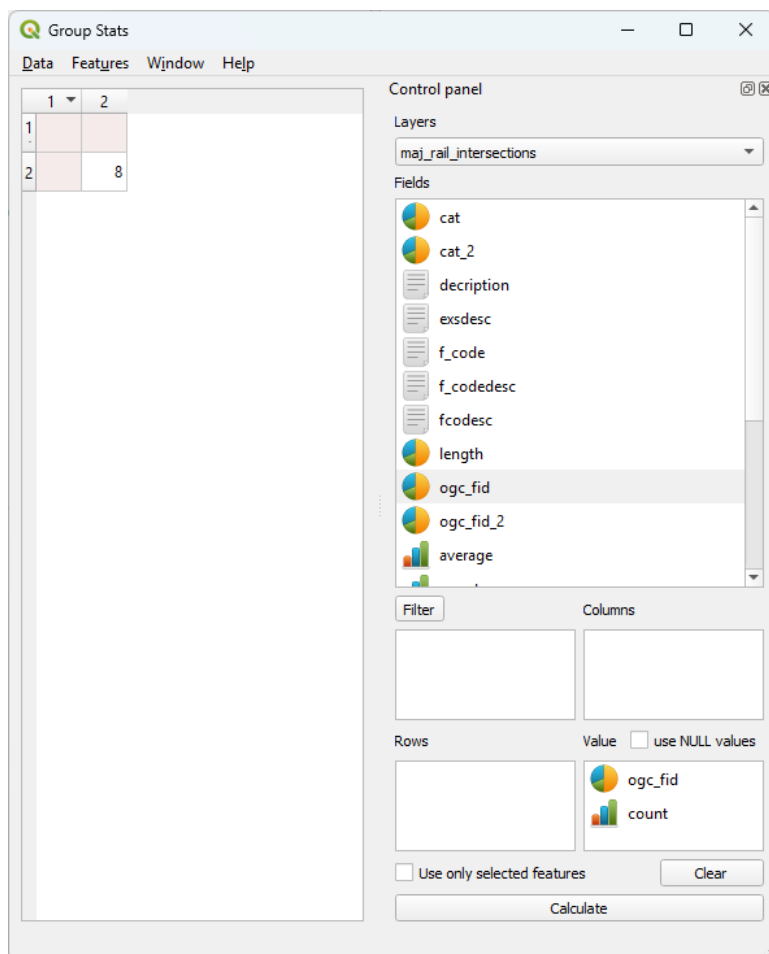 Group Stats
Data Features Window Help
1 2
1
2 8
Control panel
Layers
maj_rail_intersections
Fields
cat
cat_2
decription
exsdesc
f_code
f_codedesc
fcodesc
length
ogc_fid
ogc_fid_2
average
Filter Columns
Rows Value use NULL values
ogc_fid
count
Use only selected features Clear
Calculate